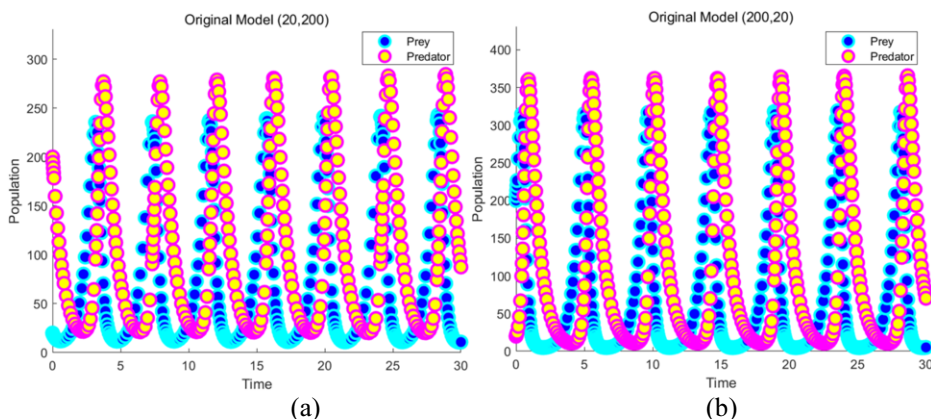 Original Model (20,200)
Prey
Predator
300
250
200
150
100
50
0
Population
0 5 10 15 20 25 30
Time
(a)
Original Model (200,20)
Prey
Predator
400
350
300
250
200
150
100
50
0
Population
0 5 10 15 20 25 30
Time
(b)